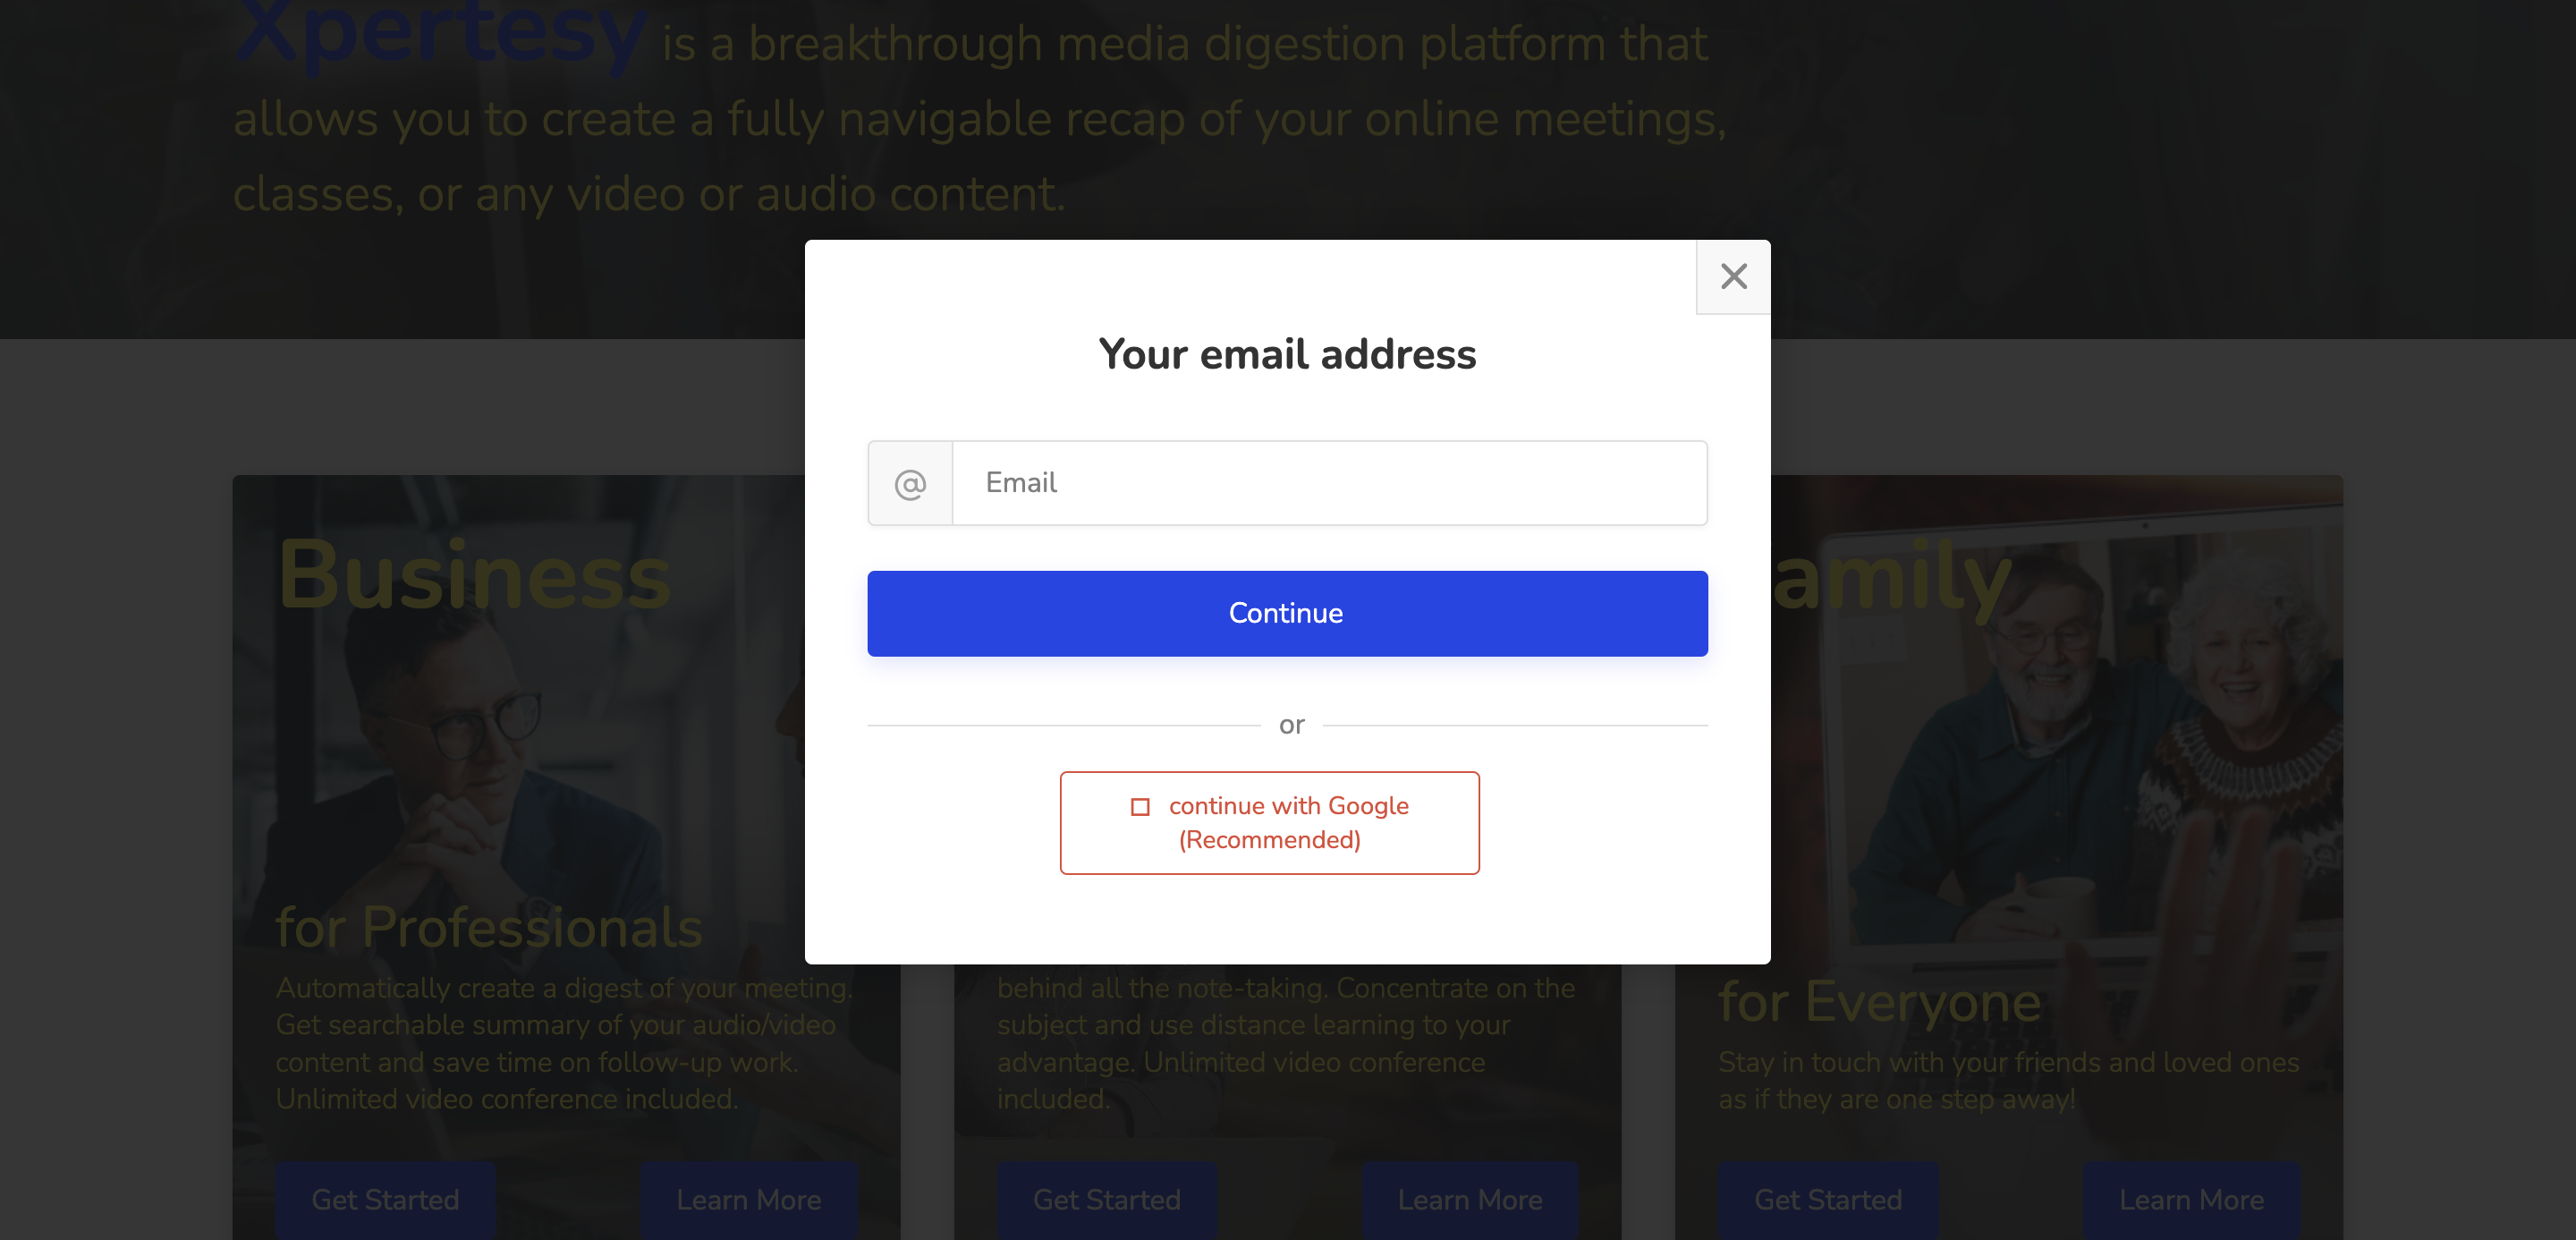 Xpertesy is a breakthrough media digestion platform that
allows you to create a fully navigable recap of your online meetings,
classes, or any video or audio content.
Your email address
@ Email
Continue
or
continue with Google
(Recommended)
Business
for Professionals
Automatically create a digest of your meeting.
Get searchable summary of your audio/video
content and save time on follow-up work.
Unlimited video conference included.
Get Started
Learn More
behind all the note-taking. Concentrate on the
subject and use distance learning to your
advantage. Unlimited video conference
included.
Get Started
Learn More
amily
for Everyone
Stay in touch with your friends and loved ones
as if they are one step away!
Get Started
Learn More